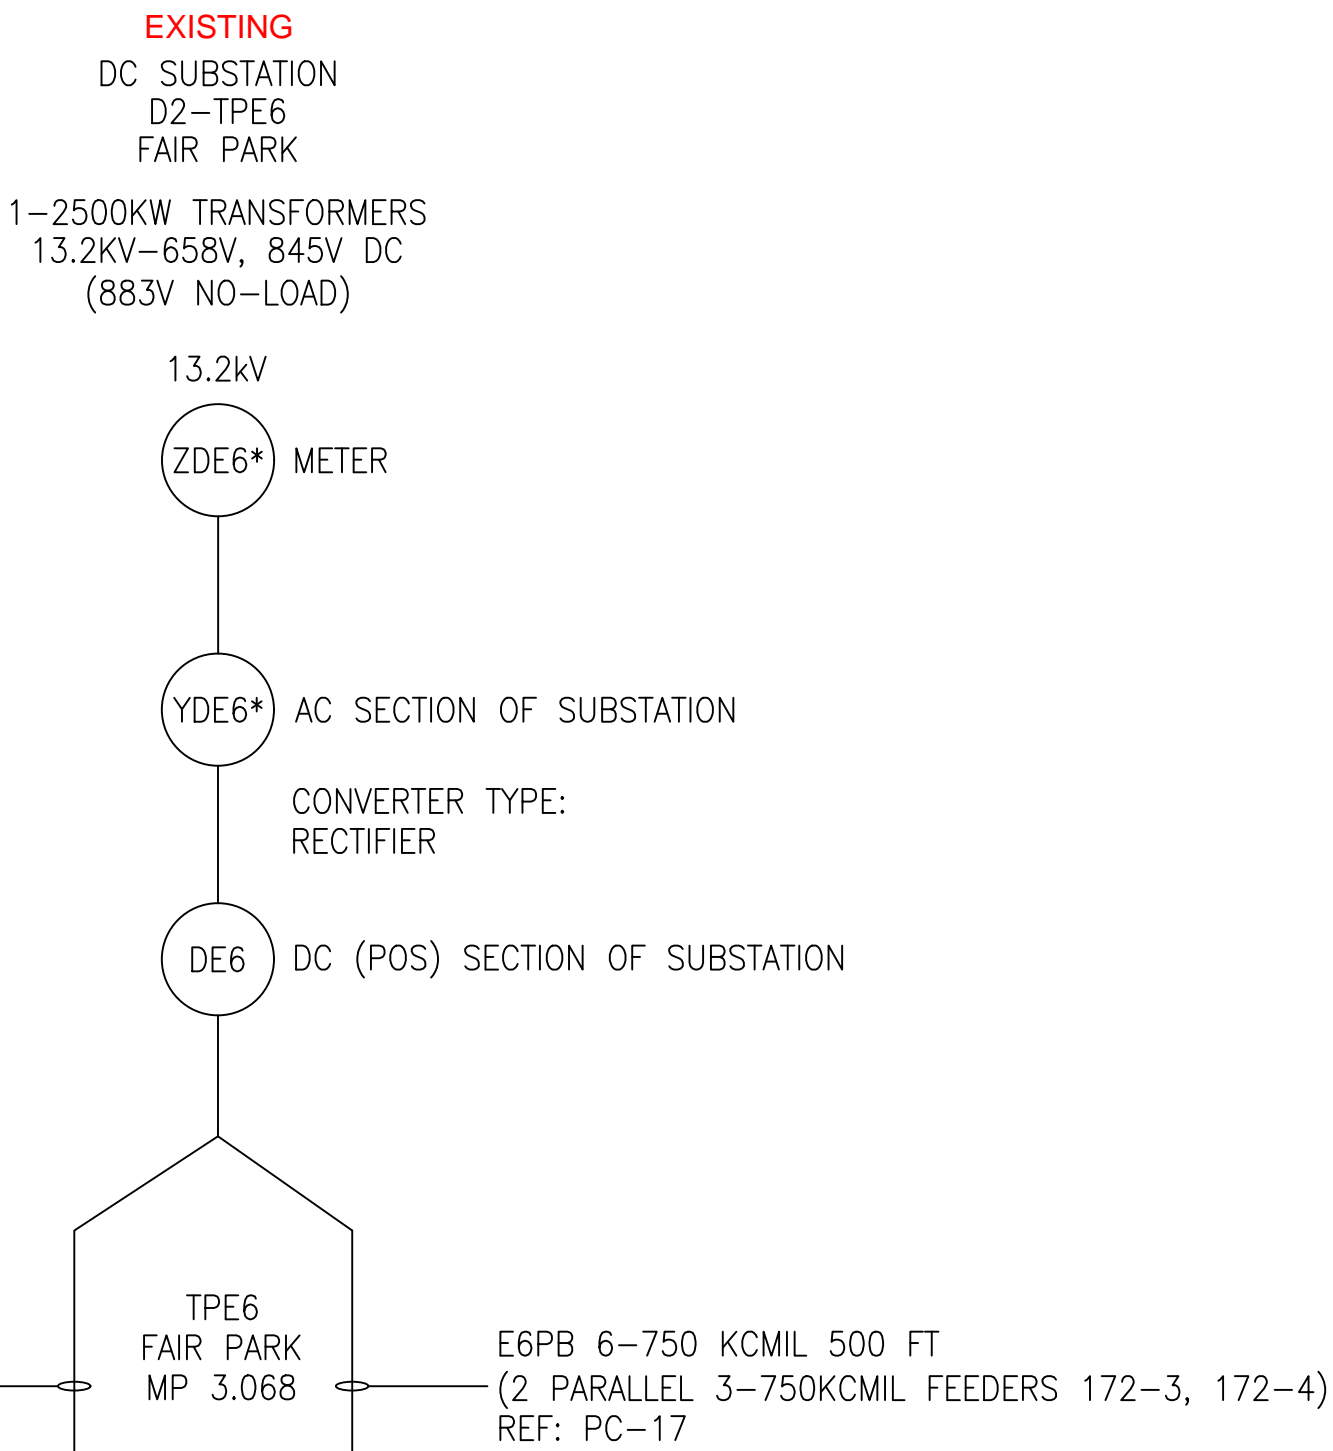 EXISTING
DC SUBSTATION
D2-TPE6
FAIR PARK
1-2500KW TRANSFORMERS
13.2KV-658V, 845V DC
(883V NO-LOAD)
13.2kV
ZDE6* METER
YDE6* AC SECTION OF SUBSTATION
CONVERTER TYPE:
RECTIFIER
DE6 DC (POS) SECTION OF SUBSTATION
TPE6
FAIR PARK
MP 3.068
E6PB 6-750 KCMIL 500 FT
(2 PARALLEL 3-750KCMIL FEEDERS 172-3, 172-4)
REF: PC-17